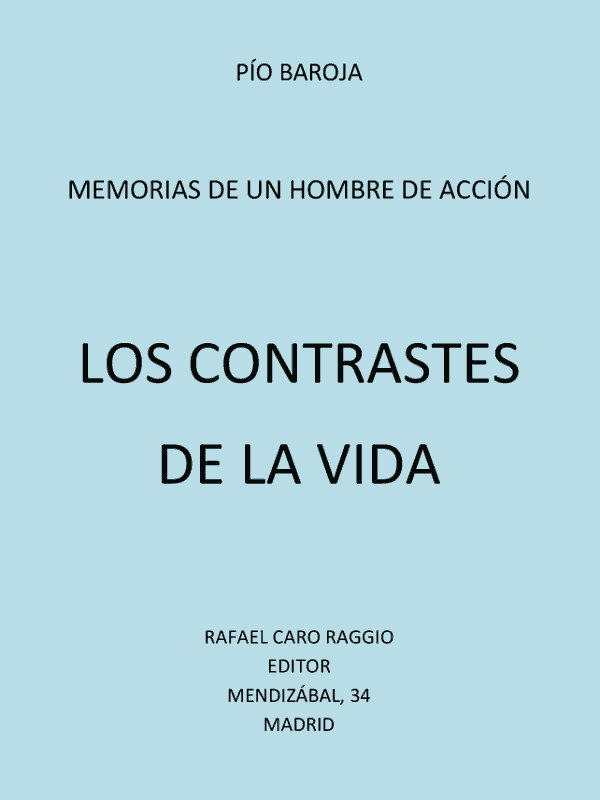 PÍO BAROJA
MEMORIAS DE UN HOMBRE DE ACCIÓN
LOS CONTRASTES
DE LA VIDA
RAFAEL CARO RAGGIO
EDITOR
MENDIZÁBAL, 34
MADRID